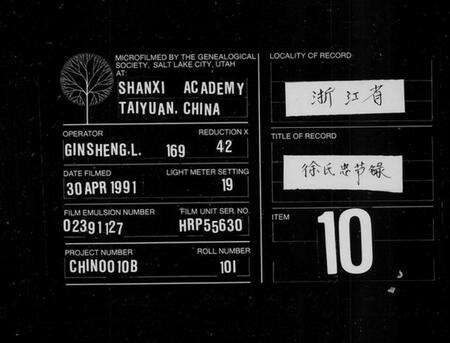 MICROFILMED BY THE GENEALOGICAL
SOCIETY, SALT LAKE CITY, UTAH
AT:
SHANXI ACADEMY
TAIYUAN, CHINA
OPERATOR
REDUCTION X
GINSHENG.L. 169 42
DATE FILMED
LIGHT METER SETTING
30 APR 1991 19
FILM EMULSION NUMBER
FILM UNIT SER. NO.
02391127 HRP55630
PROJECT NUMBER
ROLL NUMBER
CHIN0010B 101
LOCALITY OF RECORD
浙江省
TITLE OF RECORD
徐氏忠节録
ITEM
10